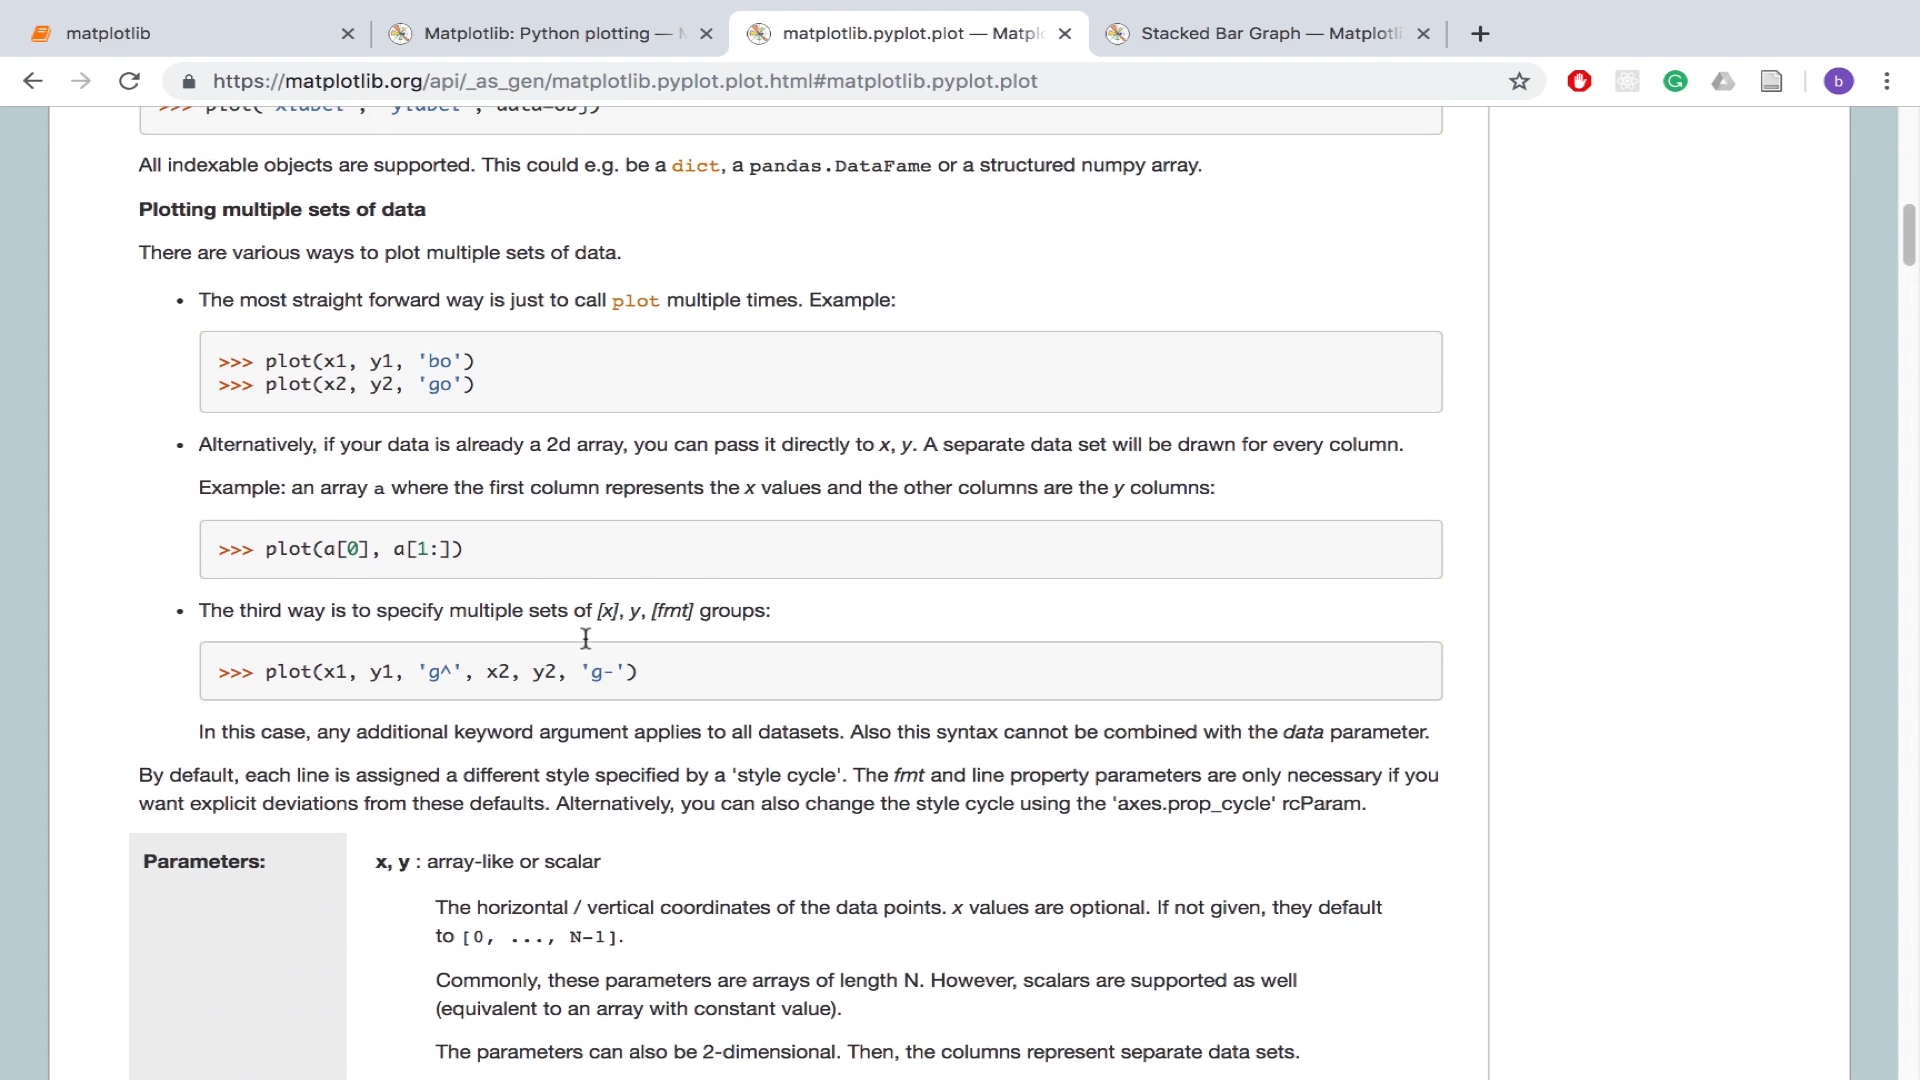 matplotlib
Matplotlib: Python plotting —
matplotlib.pyplot.plot — Matplo
Stacked Bar Graph — Matplotli
https://matplotlib.org/api/_as_gen/matplotlib.pyplot.plot.html#matplotlib.pyplot.plot
b
>>> plot('xlabel', 'ylabel', data=obj)
All indexable objects are supported. This could e.g. be a dict, a pandas.DataFame or a structured numpy array.
Plotting multiple sets of data
There are various ways to plot multiple sets of data.
• The most straight forward way is just to call plot multiple times. Example:
>>> plot(x1, y1, 'bo')
>>> plot(x2, y2, 'go')
• Alternatively, if your data is already a 2d array, you can pass it directly to x, y. A separate data set will be drawn for every column.
Example: an array a where the first column represents the x values and the other columns are the y columns:
>>> plot(a[0], a[1:])
• The third way is to specify multiple sets of [x], y, [fmt] groups:
>>> plot(x1, y1, 'g^', x2, y2, 'g-')
In this case, any additional keyword argument applies to all datasets. Also this syntax cannot be combined with the data parameter.
By default, each line is assigned a different style specified by a 'style cycle'. The fmt and line property parameters are only necessary if you
want explicit deviations from these defaults. Alternatively, you can also change the style cycle using the 'axes.prop_cycle' rcParam.
Parameters:
x, y : array-like or scalar
The horizontal / vertical coordinates of the data points. x values are optional. If not given, they default
to [0, ..., N-1].
Commonly, these parameters are arrays of length N. However, scalars are supported as well
(equivalent to an array with constant value).
The parameters can also be 2-dimensional. Then, the columns represent separate data sets.